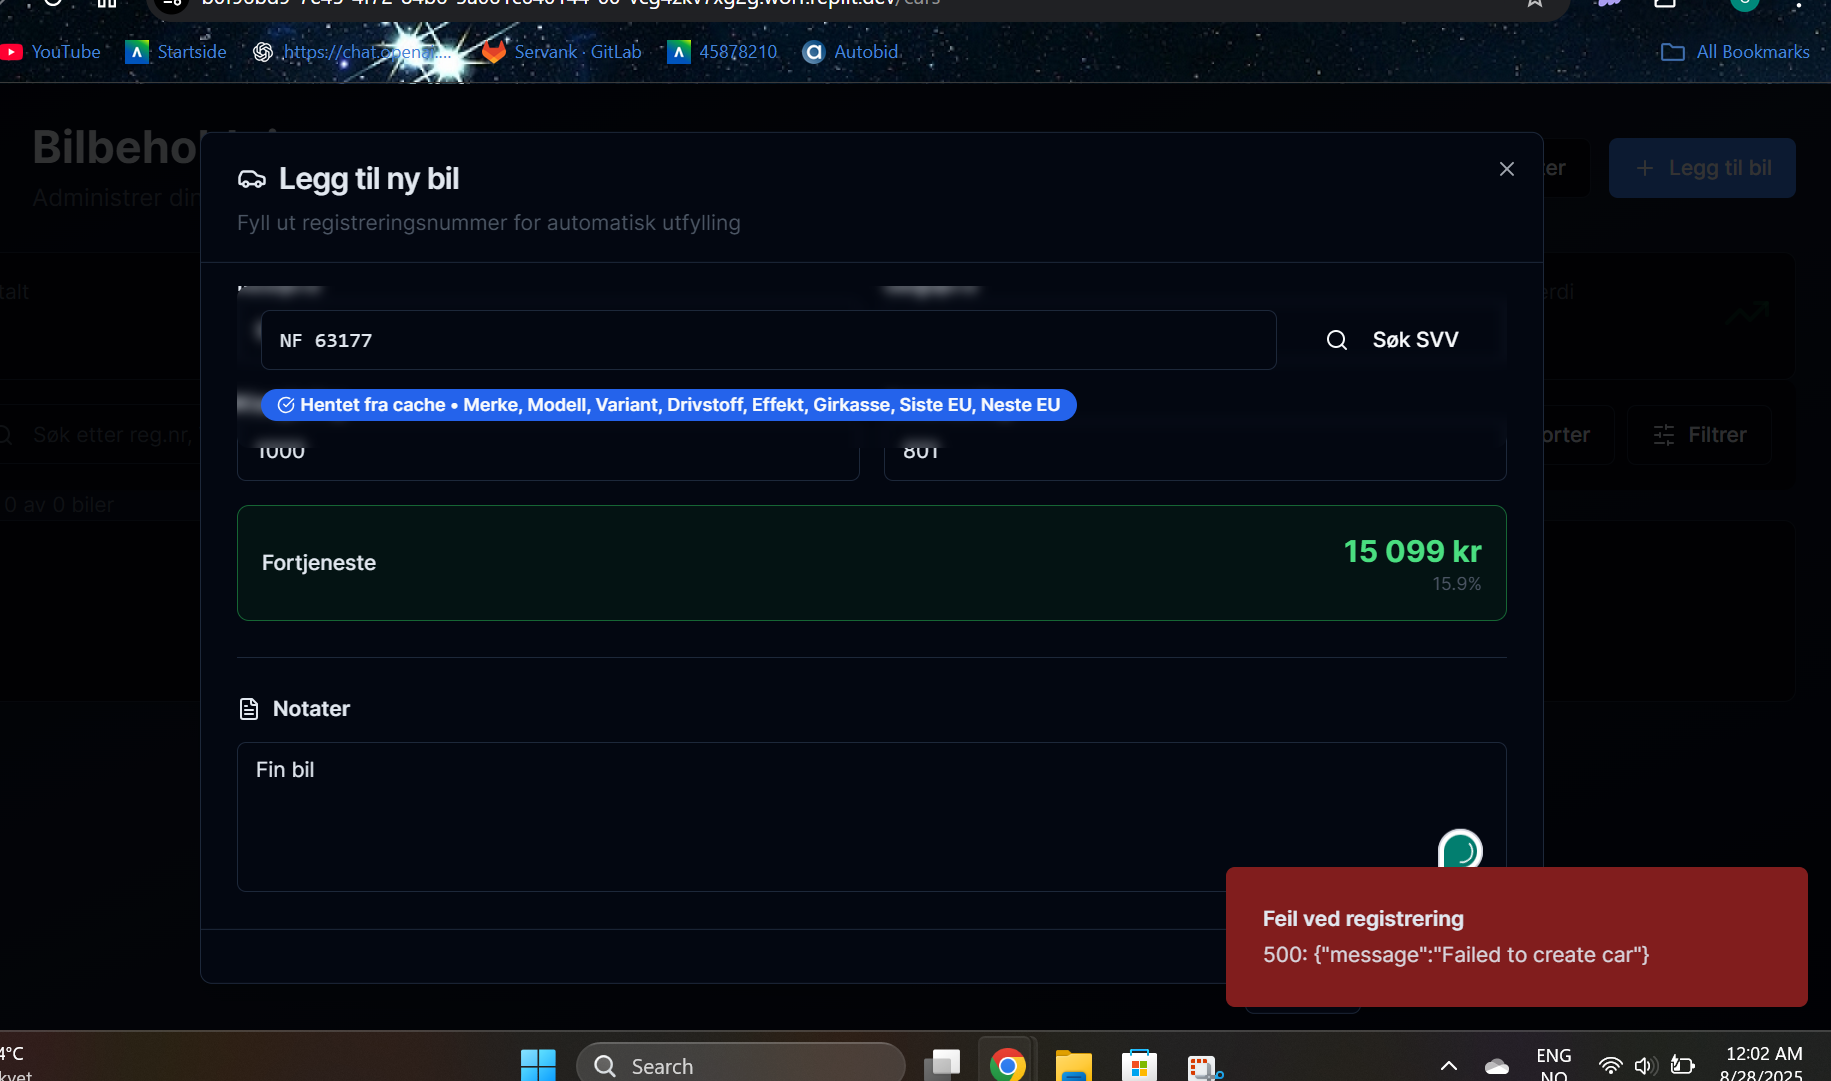 YouTube
Startside
https://chat.openai....
Servank · GitLab
45878210
Autobid
All Bookmarks
Legg til ny bil
Fyll ut registreringsnummer for automatisk utfylling
Legg til bil
NF 63177
Søk SVV
Hentet fra cache • Merke, Modell, Variant, Drivstoff, Effekt, Girkasse, Siste EU, Neste EU
Søk etter reg.nr,
Filtrer
1000
801
0 av 0 biler
Fortjeneste
15 099 kr
15.9%
Notater
Fin bil
Feil ved registrering
500: {"message":"Failed to create car"}
Search
ENG
NO
12:02 AM
8/28/2025